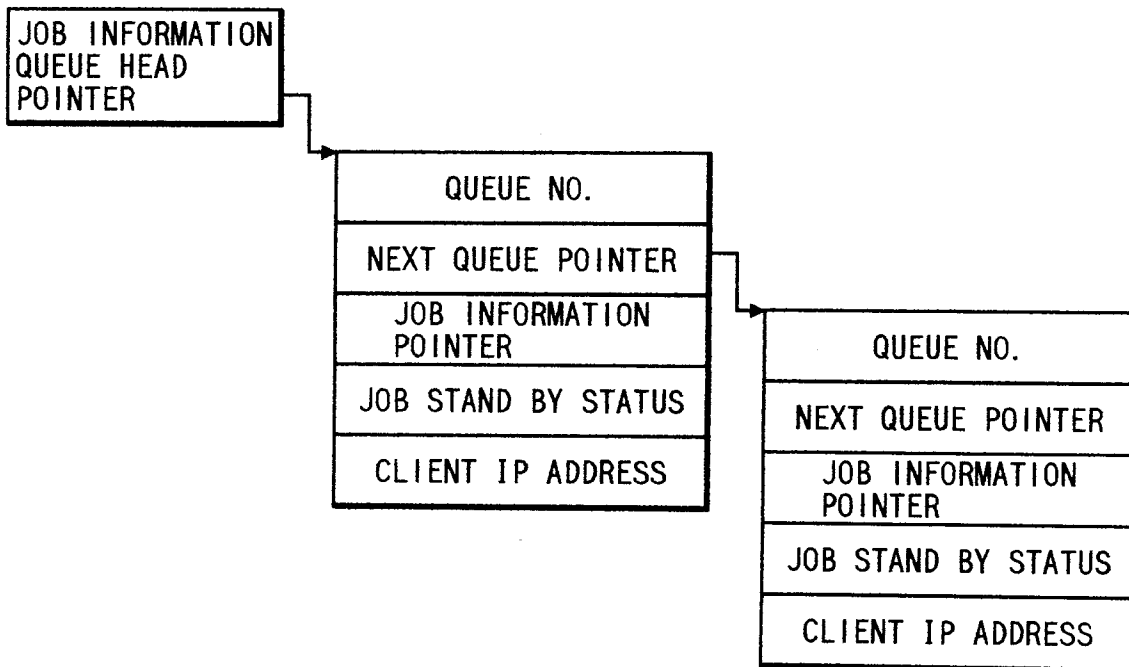 JOB INFORMATION
QUEUE HEAD
POINTER
QUEUE NO.
NEXT QUEUE POINTER
JOB INFORMATION
POINTER
JOB STAND BY STATUS
CLIENT IP ADDRESS
QUEUE NO.
NEXT QUEUE POINTER
JOB INFORMATION
POINTER
JOB STAND BY STATUS
CLIENT IP ADDRESS